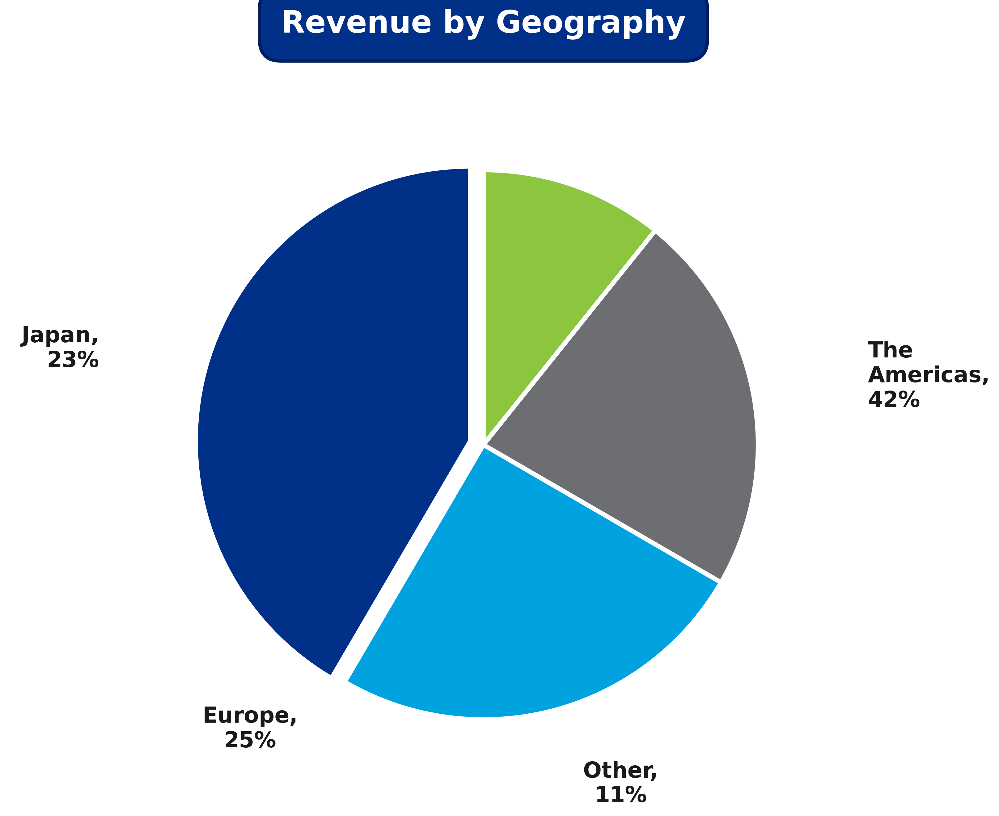 Revenue by Geography
Japan,
23%
The
Americas,
42%
Europe,
25%
Other,
11%